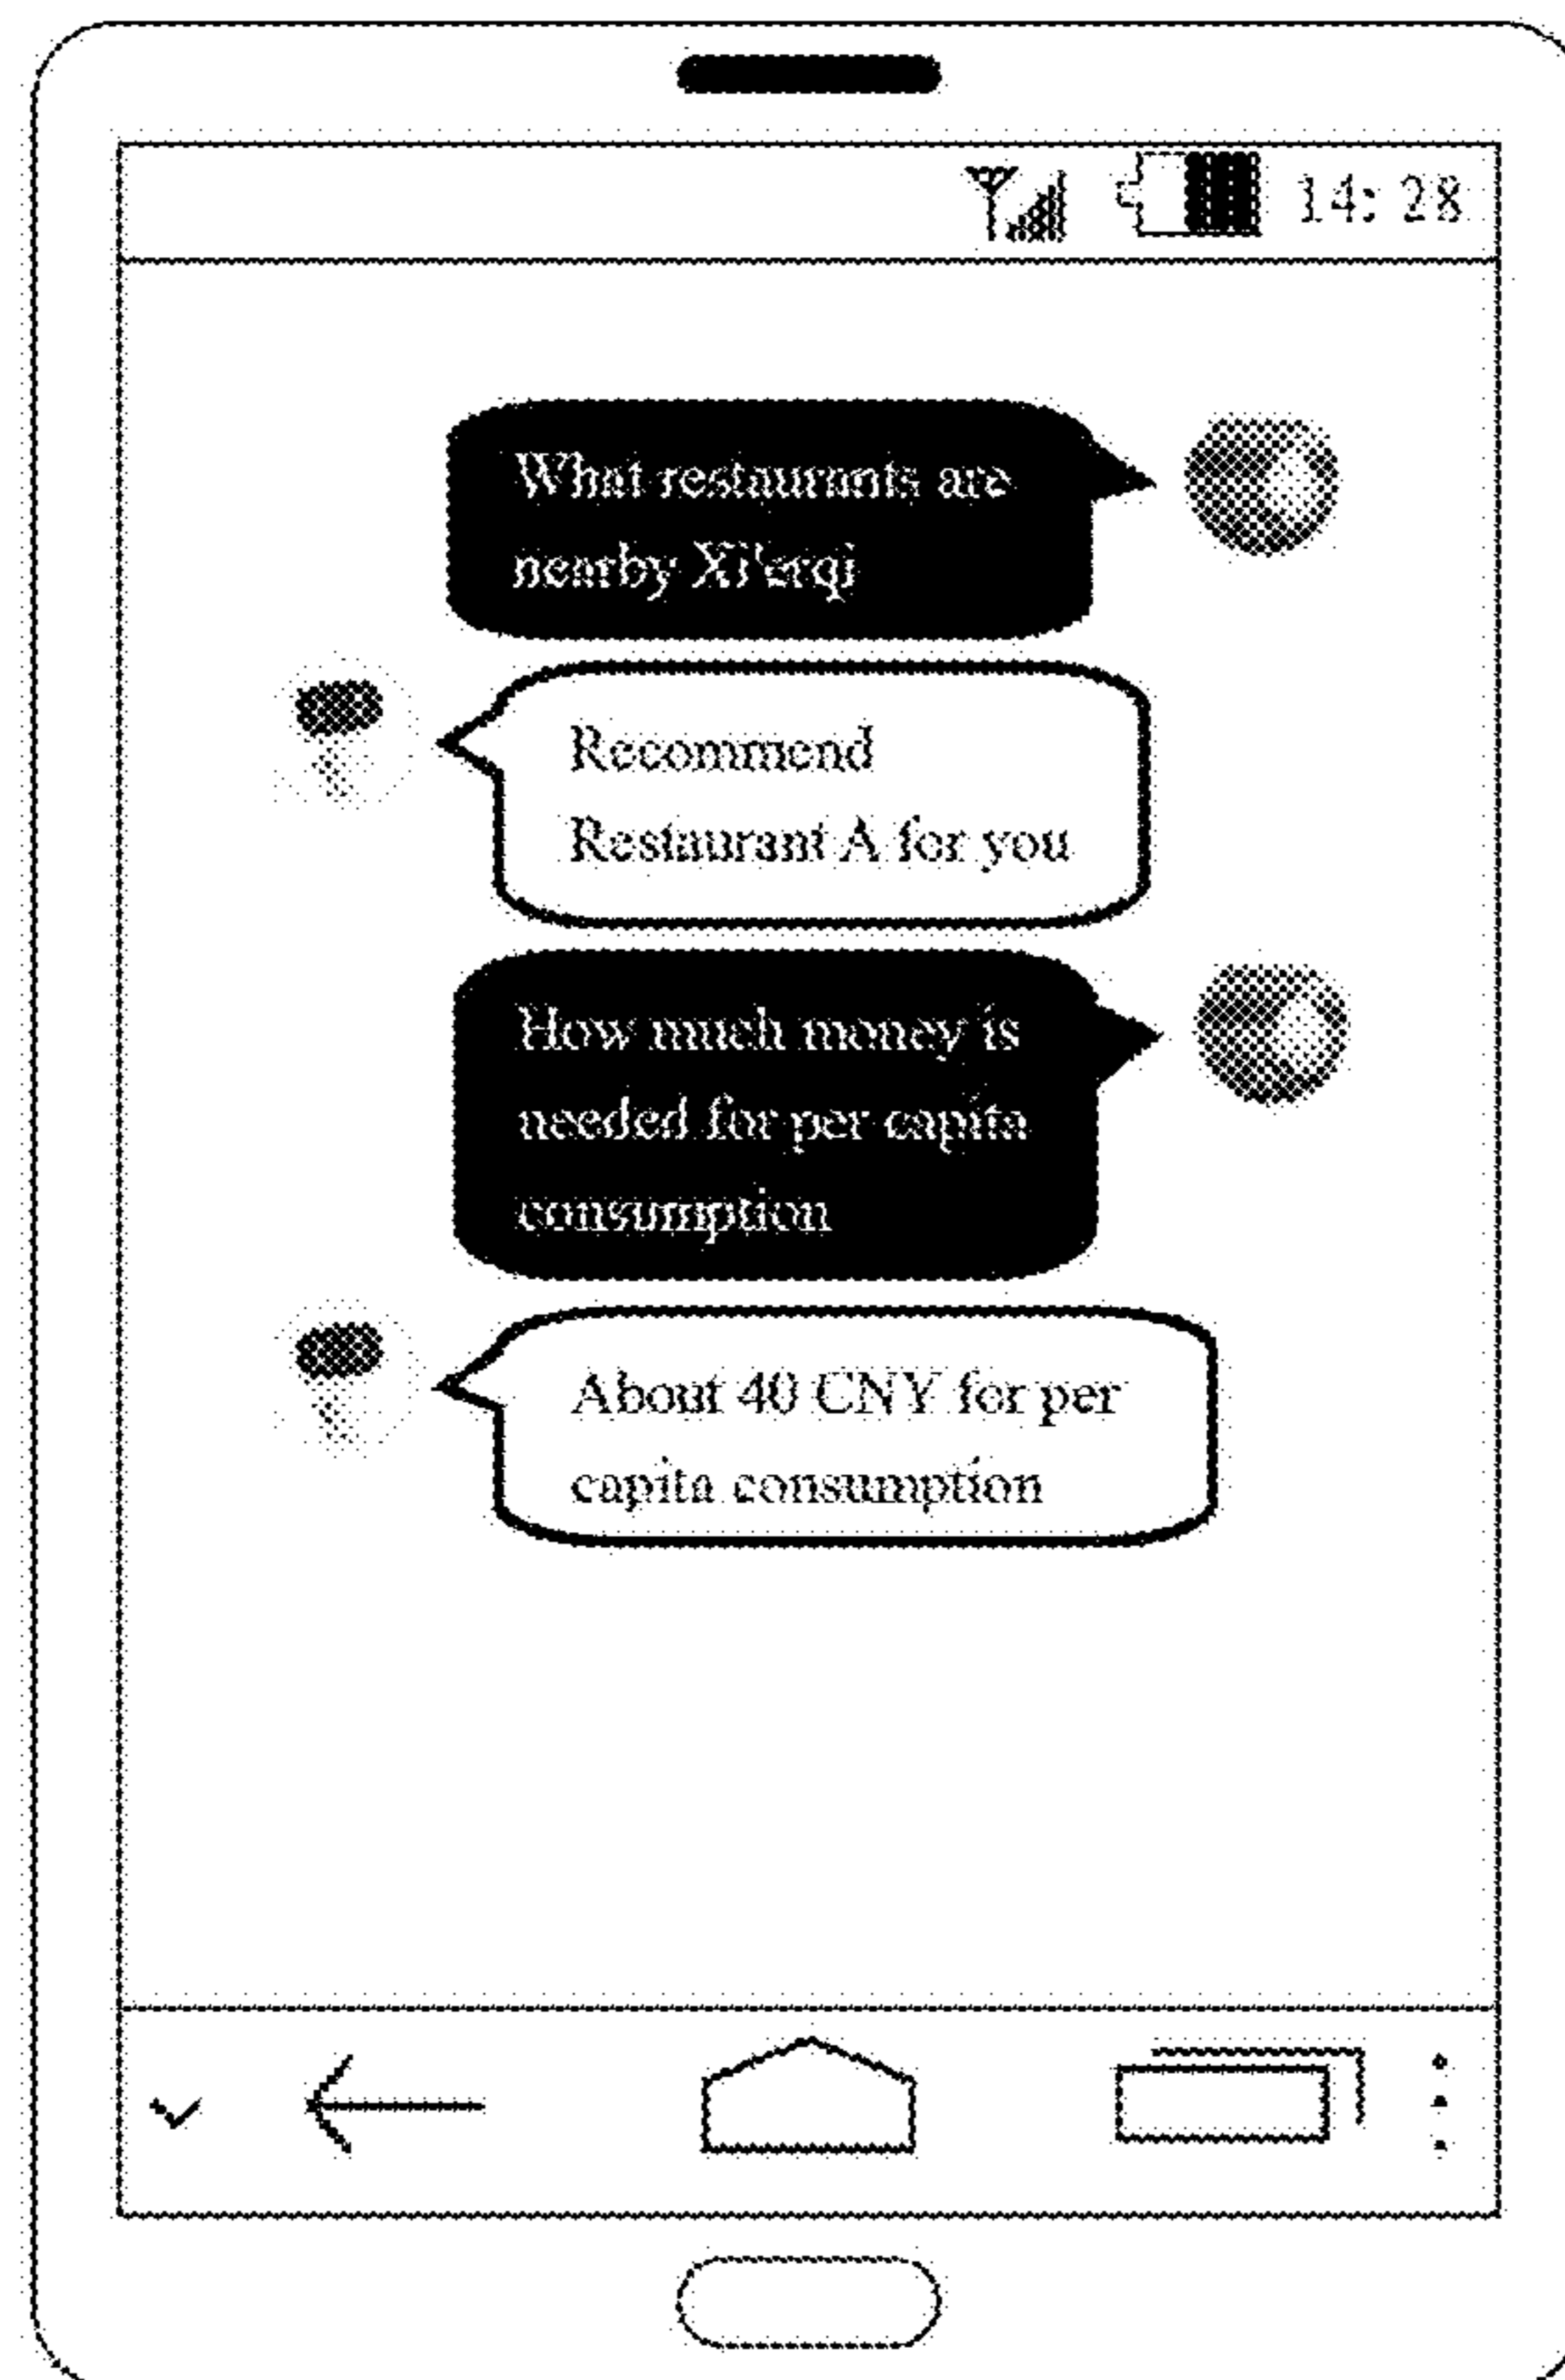 14: 28
What restaurants are
nearby Xi'erqi
Recommend
Restaurant A for you
How much money is
needed for per capita
consumption
About 40 CNY for per
capita consumption